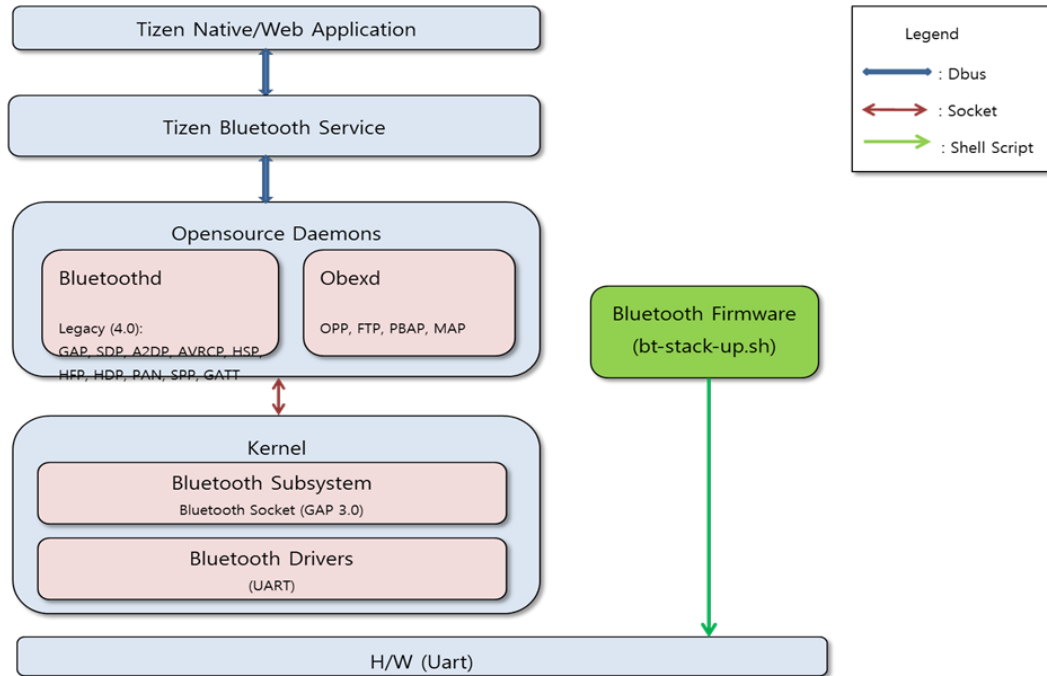 Tizen Native/Web Application
Legend
: Dbus
: Socket
: Shell Script
Tizen Bluetooth Service
Opensource Daemons
Bluetoothd
Legacy (4.0):
GAP, SDP, A2DP, AVRCP, HSP,
HFP, HDP, PAN, SPP, GATT
Obexd
OPP, FTP, PBAP, MAP
Bluetooth Firmware
(bt-stack-up.sh)
Kernel
Bluetooth Subsystem
Bluetooth Socket (GAP 3.0)
Bluetooth Drivers
(UART)
H/W (Uart)